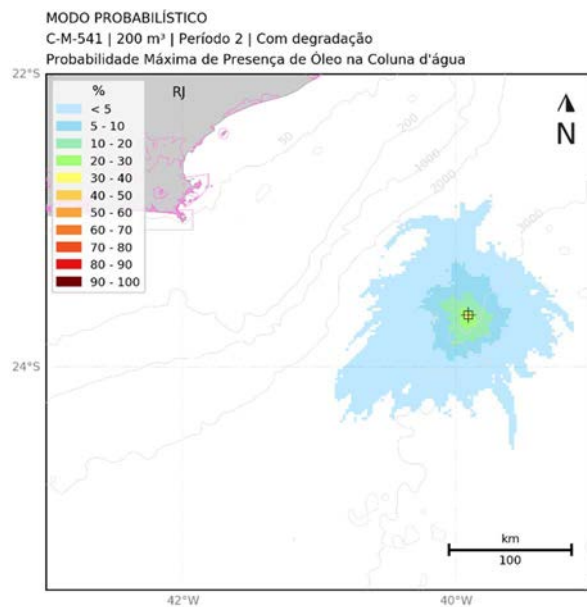 MODO PROBABILÍSTICO
C-M-541 | 200 m³ | Período 2 | Com degradação
Probabilidade Máxima de Presença de Óleo na Coluna d'água
22°S
%
RJ
< 5
5 - 10
10 - 20
20 - 30
30 - 40
40 - 50
50 - 60
60 - 70
70 - 80
80 - 90
90 - 100
50
200
1000
2000
3000
N
24°S
km
100
42°W
40°W